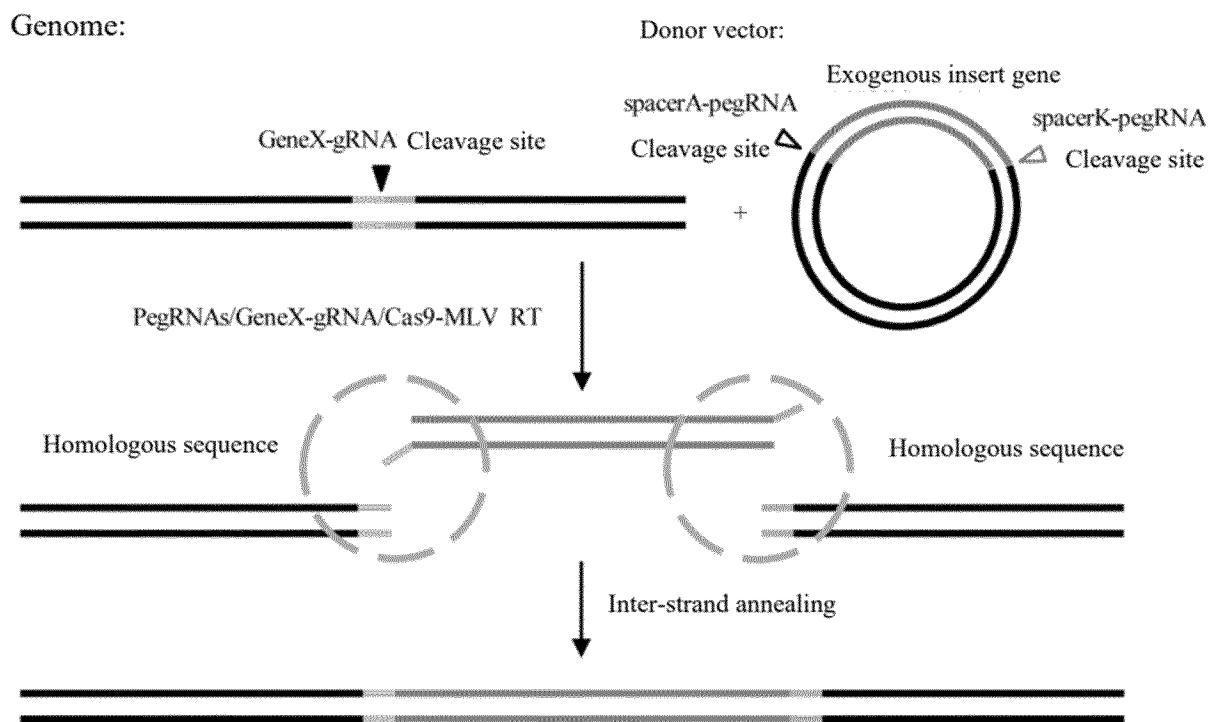 Genome:
Donor vector:
Exogenous insert gene
spacerA-pegRNA
Cleavage site
spacerK-pegRNA
Cleavage site
GeneX-gRNA Cleavage site
+
PegRNAs/GeneX-gRNA/Cas9-MLV RT
Homologous sequence
Homologous sequence
Inter-strand annealing